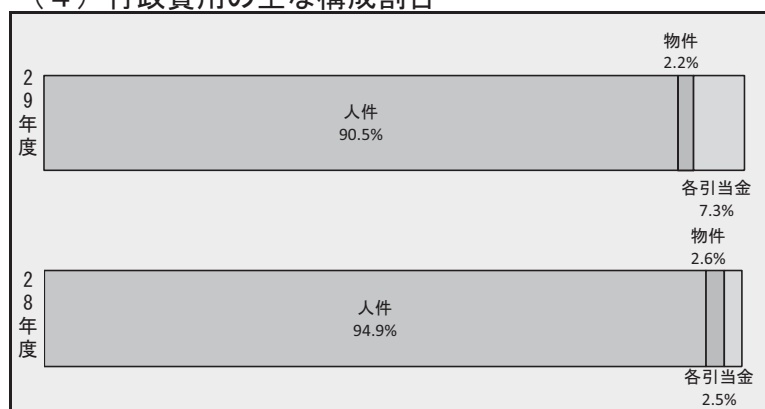 （4）行政費用の主な構成割合
物件
2.2%
29年度
人件
90.5%
各引当金
7.3%
物件
2.6%
28年度
人件
94.9%
各引当金
2.5%